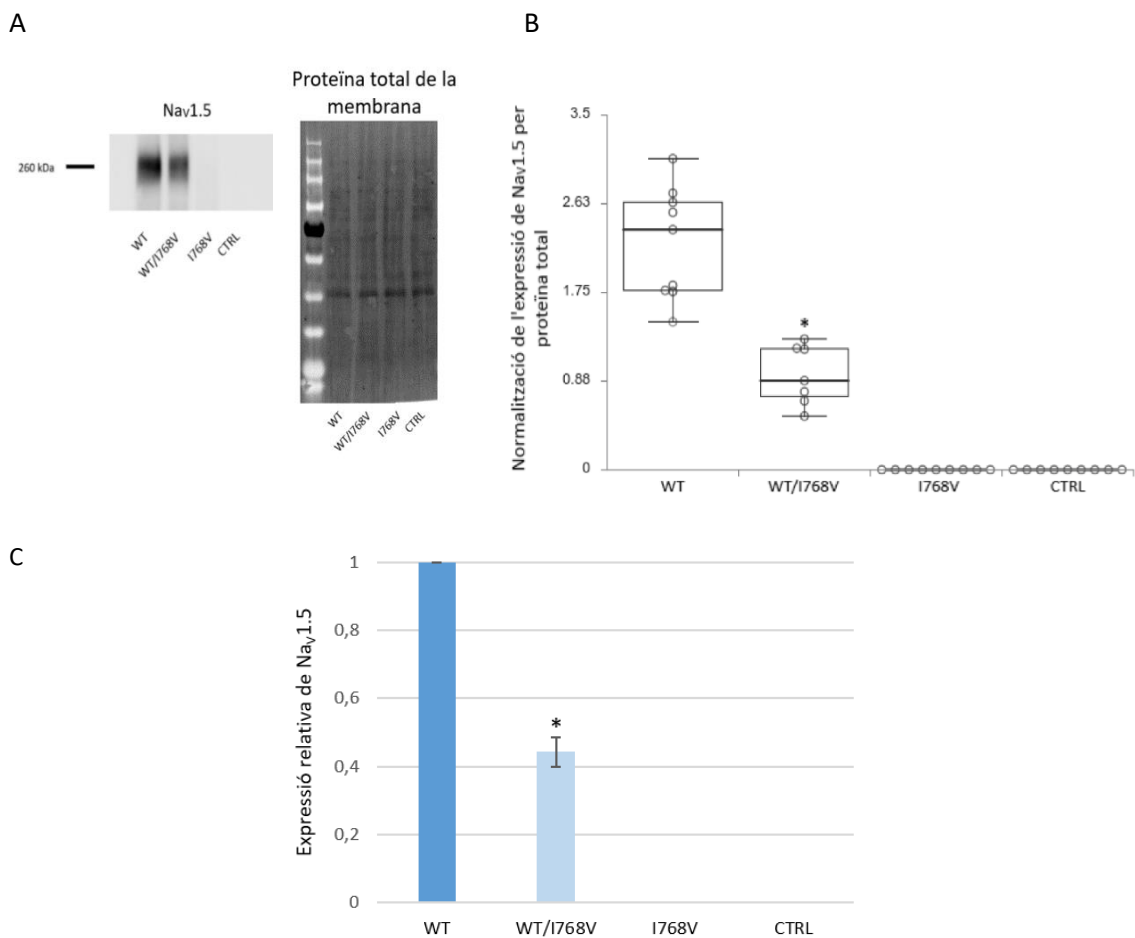 A
B
Proteïna total de la
membrana
Nav1.5
260 kDa
WT
WT/I768V
I768V
CTRL
WT
WT/I768V
I768V
CTRL
Normalització de l'expressió de Nav1.5 per
proteïna total
3.5
2.63
1.75
0.88
0
*
WT
WT/I768V
I768V
CTRL
C
Expressió relativa de Nav1.5
1
0,8
0,6
0,4
0,2
0
*
WT
WT/I768V
I768V
CTRL